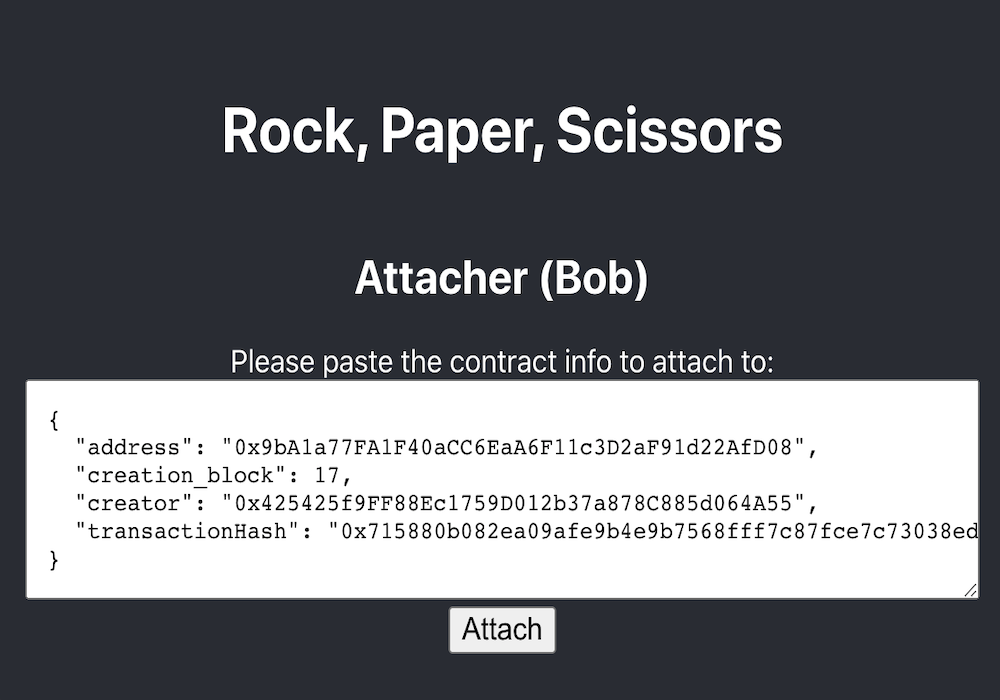 Rock, Paper, Scissors
Attacher (Bob)
Please paste the contract info to attach to:
{
"address": "0x9bA1a77FA1F40aCC6EaA6F11c3D2aF91d22AfD08",
"creation_block": 17,
"creator": "0x425425f9FF88Ec1759D012b37a878C885d064A55",
"transactionHash": "0x715880b082ea09afe9b4e9b7568fff7c87fce7c73038ed
}
Attach